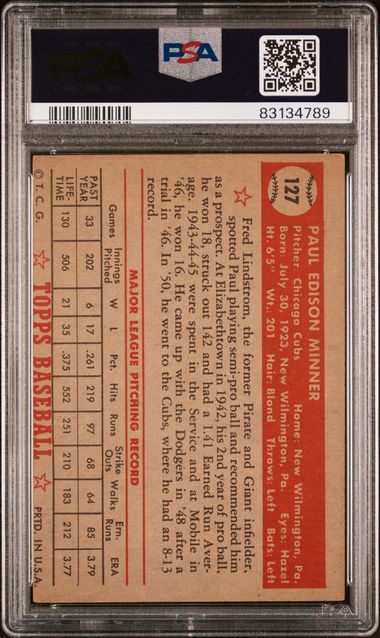 PSA
PSA
83134789
127
PAUL EDISON MINNER
Pitcher: Chicago Cubs Home: New Wilmington, Pa.
Born: July 30, 1923, New Wilmington, Pa. Eyes: Hazel
Ht. 6'5" Wt.: 201 Hair: Blond Throws: Left Bats: Left
Fred Lindstrom, the former Pirate and Giant infielder,
spotted Paul playing semi-pro ball and recommended him
as a prospect. At Elizabethtown in 1942, his 2nd year of pro ball,
he won 18, struck out 142 and had a 1.41 Earned Run Aver-
age. 1943-44-45 were spent in the Service and at Mobile in
'46, he won 16. He came up with the Dodgers in '48 after a
trial in '46. In '50, he went to the Cubs, where he had an 8-13
record.
MAJOR LEAGUE PITCHING RECORD
Games Innings Pitched W L Pct. Hits Runs Strike Outs Walks Ern. Runs ERA
PAST YEAR 33 202 6 17 .261 219 97 68 64 85 3.79
LIFE TIME 130 506 21 35 .375 552 251 210 183 212 3.77
© T. C. G. TOPPS BASEBALL PRTD. IN U.S.A.